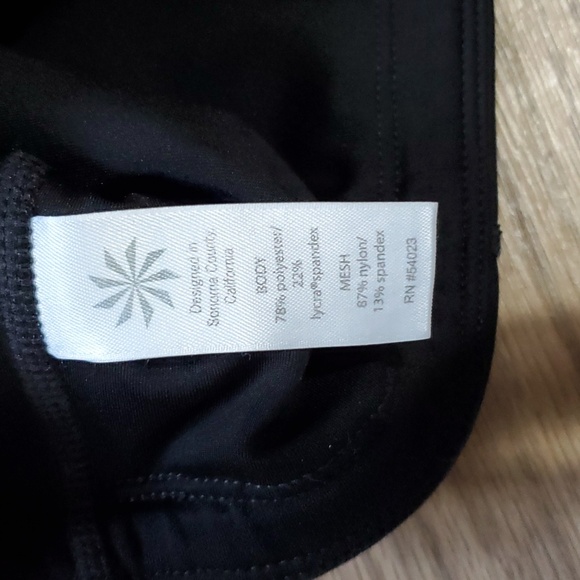 Designed in
Sonoma County,
California
BODY
78% polyester/
22%
lycra®spandex
MESH
87% nylon/
13% spandex
RN #54023